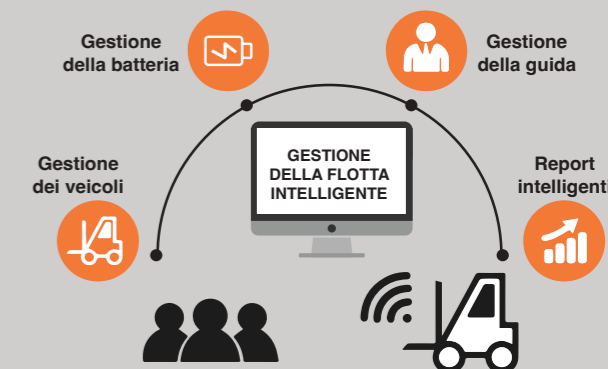 Gestione
della batteria
Gestione
della guida
GESTIONE
DELLA FLOTTA
INTELLIGENTE
Gestione
dei veicoli
Report
intelligenti